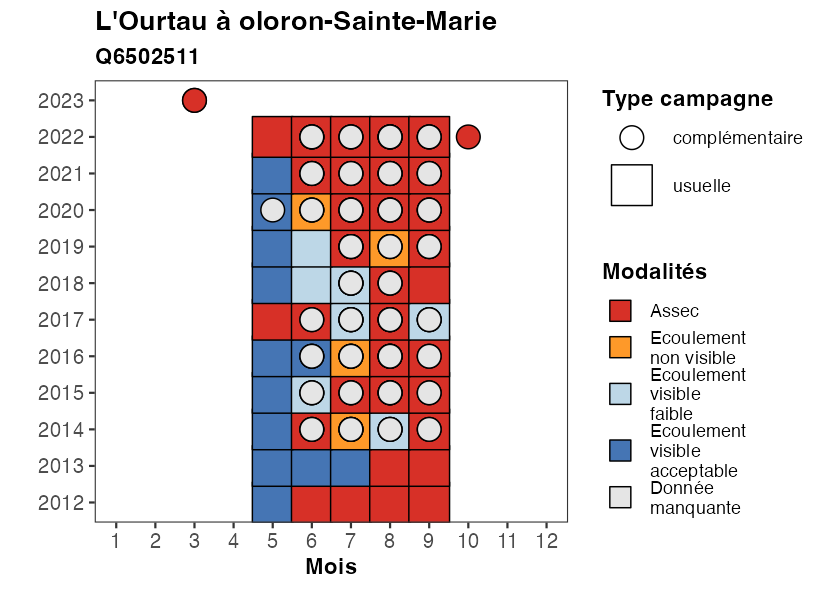 L'Ourtau à oloron-Sainte-Marie
Q6502511
2023
2022
2021
2020
2019
2018
2017
2016
2015
2014
2013
2012
1 2 3 4 5 6 7 8 9 10 11 12
Mois
Type campagne
complémentaire
usuelle
Modalités
Assec
Ecoulement
non visible
Ecoulement
visible
faible
Ecoulement
visible
acceptable
Donnée
manquante